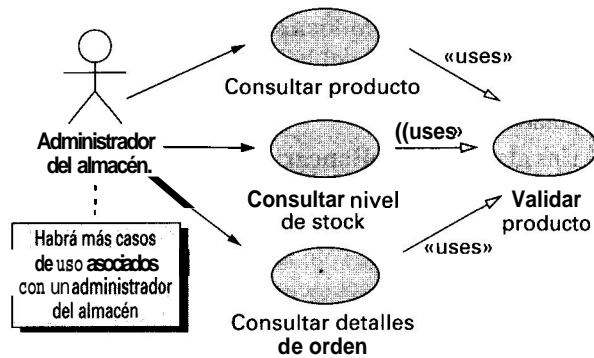 «uses»
Consultar producto
Administrador
del almacén.
((uses»
Consultar nivel
de stock
Validar
producto
Habrá más casos
de uso asociados
con un administrador
del almacén
«uses»
Consultar detalles
de orden